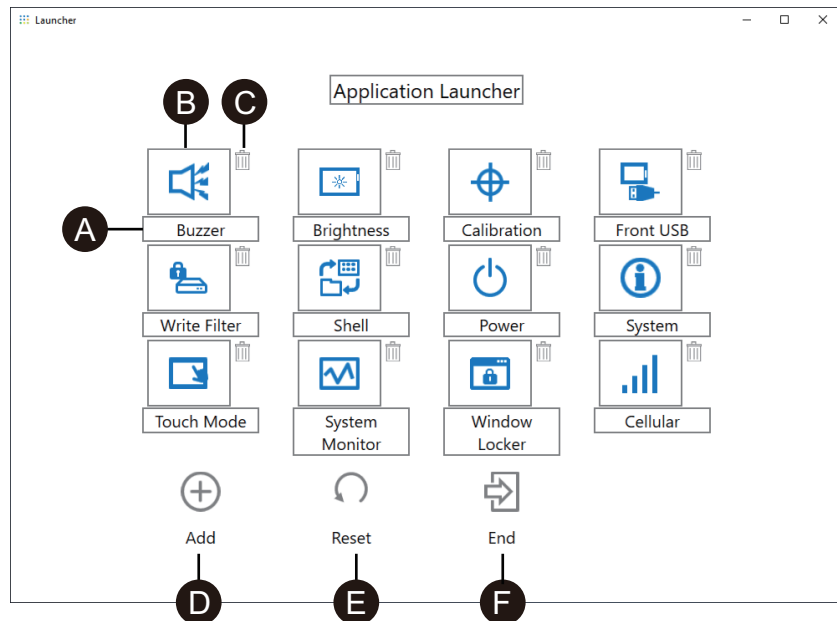 Launcher
Application Launcher
B
C
A
Buzzer
Brightness
Calibration
Front USB
Write Filter
Shell
Power
System
Touch Mode
System
Monitor
Window
Locker
Cellular
Add
Reset
End
D
E
F